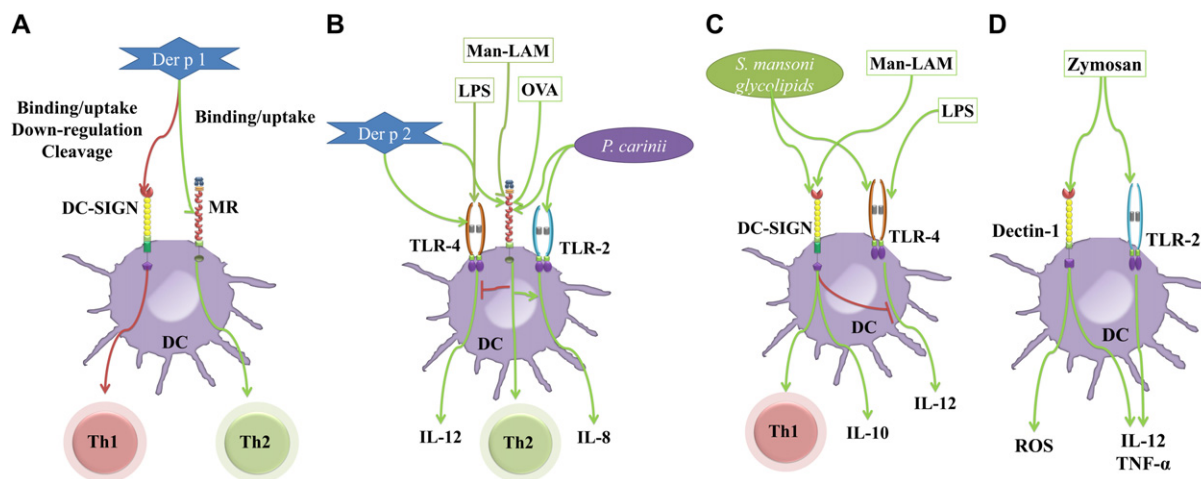 A
Der p 1
Binding/uptake
Down-regulation
Cleavage
Binding/uptake
DC-SIGN
MR
DC
Th1
Th2
B
Man-LAM
LPS
OVA
Der p 2
P. carinii
TLR-4
TLR-2
DC
IL-12
Th2
IL-8
C
S. mansoni
glycolipids
Man-LAM
LPS
DC-SIGN
TLR-4
DC
IL-12
Th1
IL-10
D
Zymosan
Dectin-1
TLR-2
DC
ROS
IL-12
TNF-α